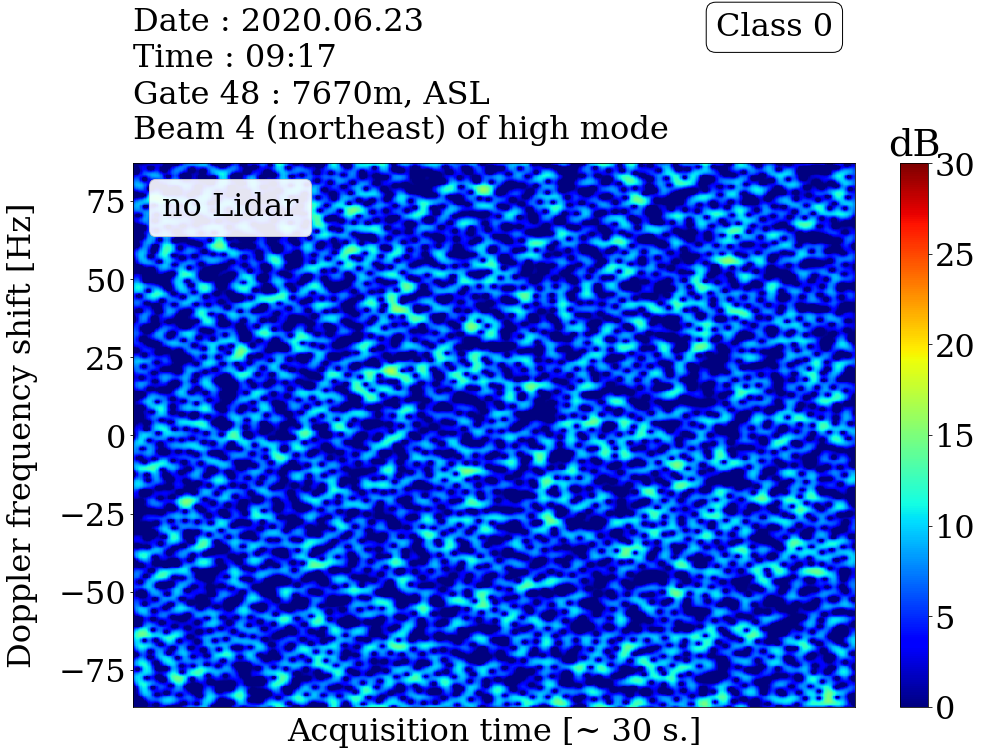 Date : 2020.06.23
Time : 09:17
Gate 48 : 7670m, ASL
Beam 4 (northeast) of high mode
Class 0
no Lidar
Doppler frequency shift [Hz]
75
50
25
0
−25
−50
−75
Acquisition time [~ 30 s.]
dB
30
25
20
15
10
5
0